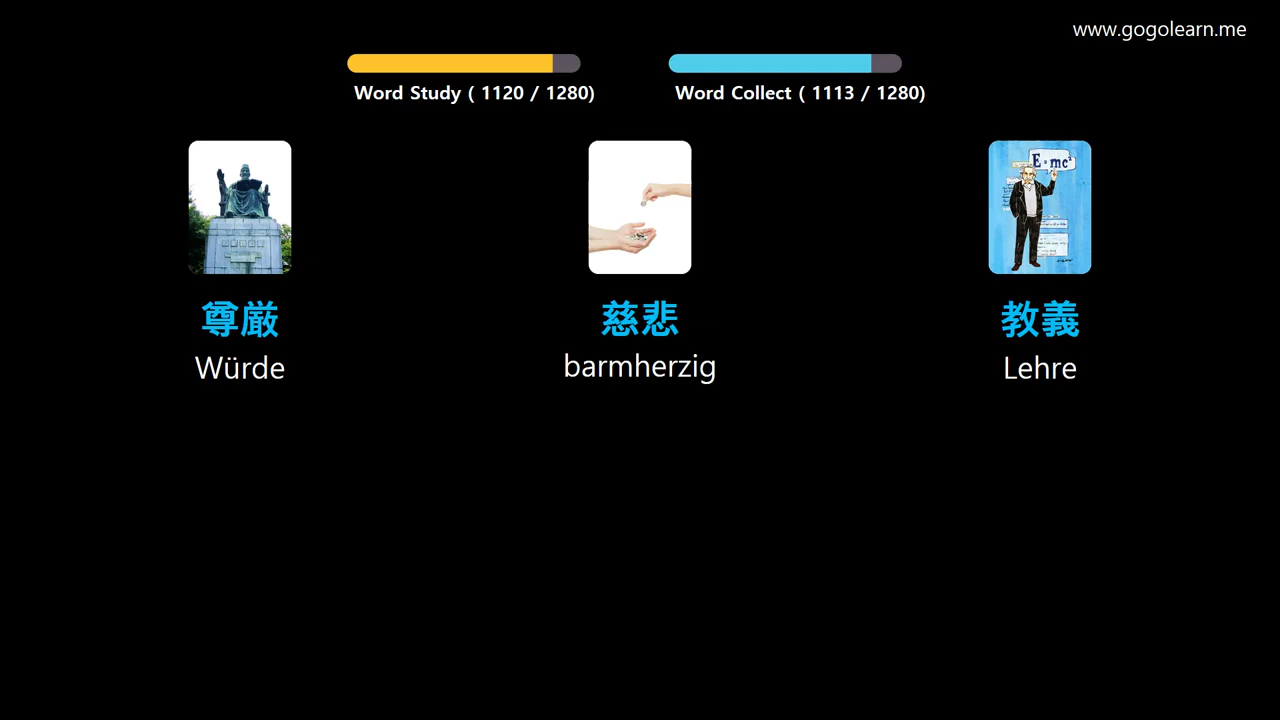 www.gogolearn.me
Word Study ( 1120 / 1280)
Word Collect ( 1113 / 1280)
E=mc²
尊厳
慈悲
教義
Würde
barmherzig
Lehre